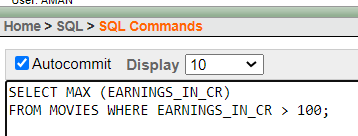 User: AMAN
Home > SQL > SQL Commands
Autocommit Display 10
SELECT MAX (EARNINGS_IN_CR)
FROM MOVIES WHERE EARNINGS_IN_CR > 100;